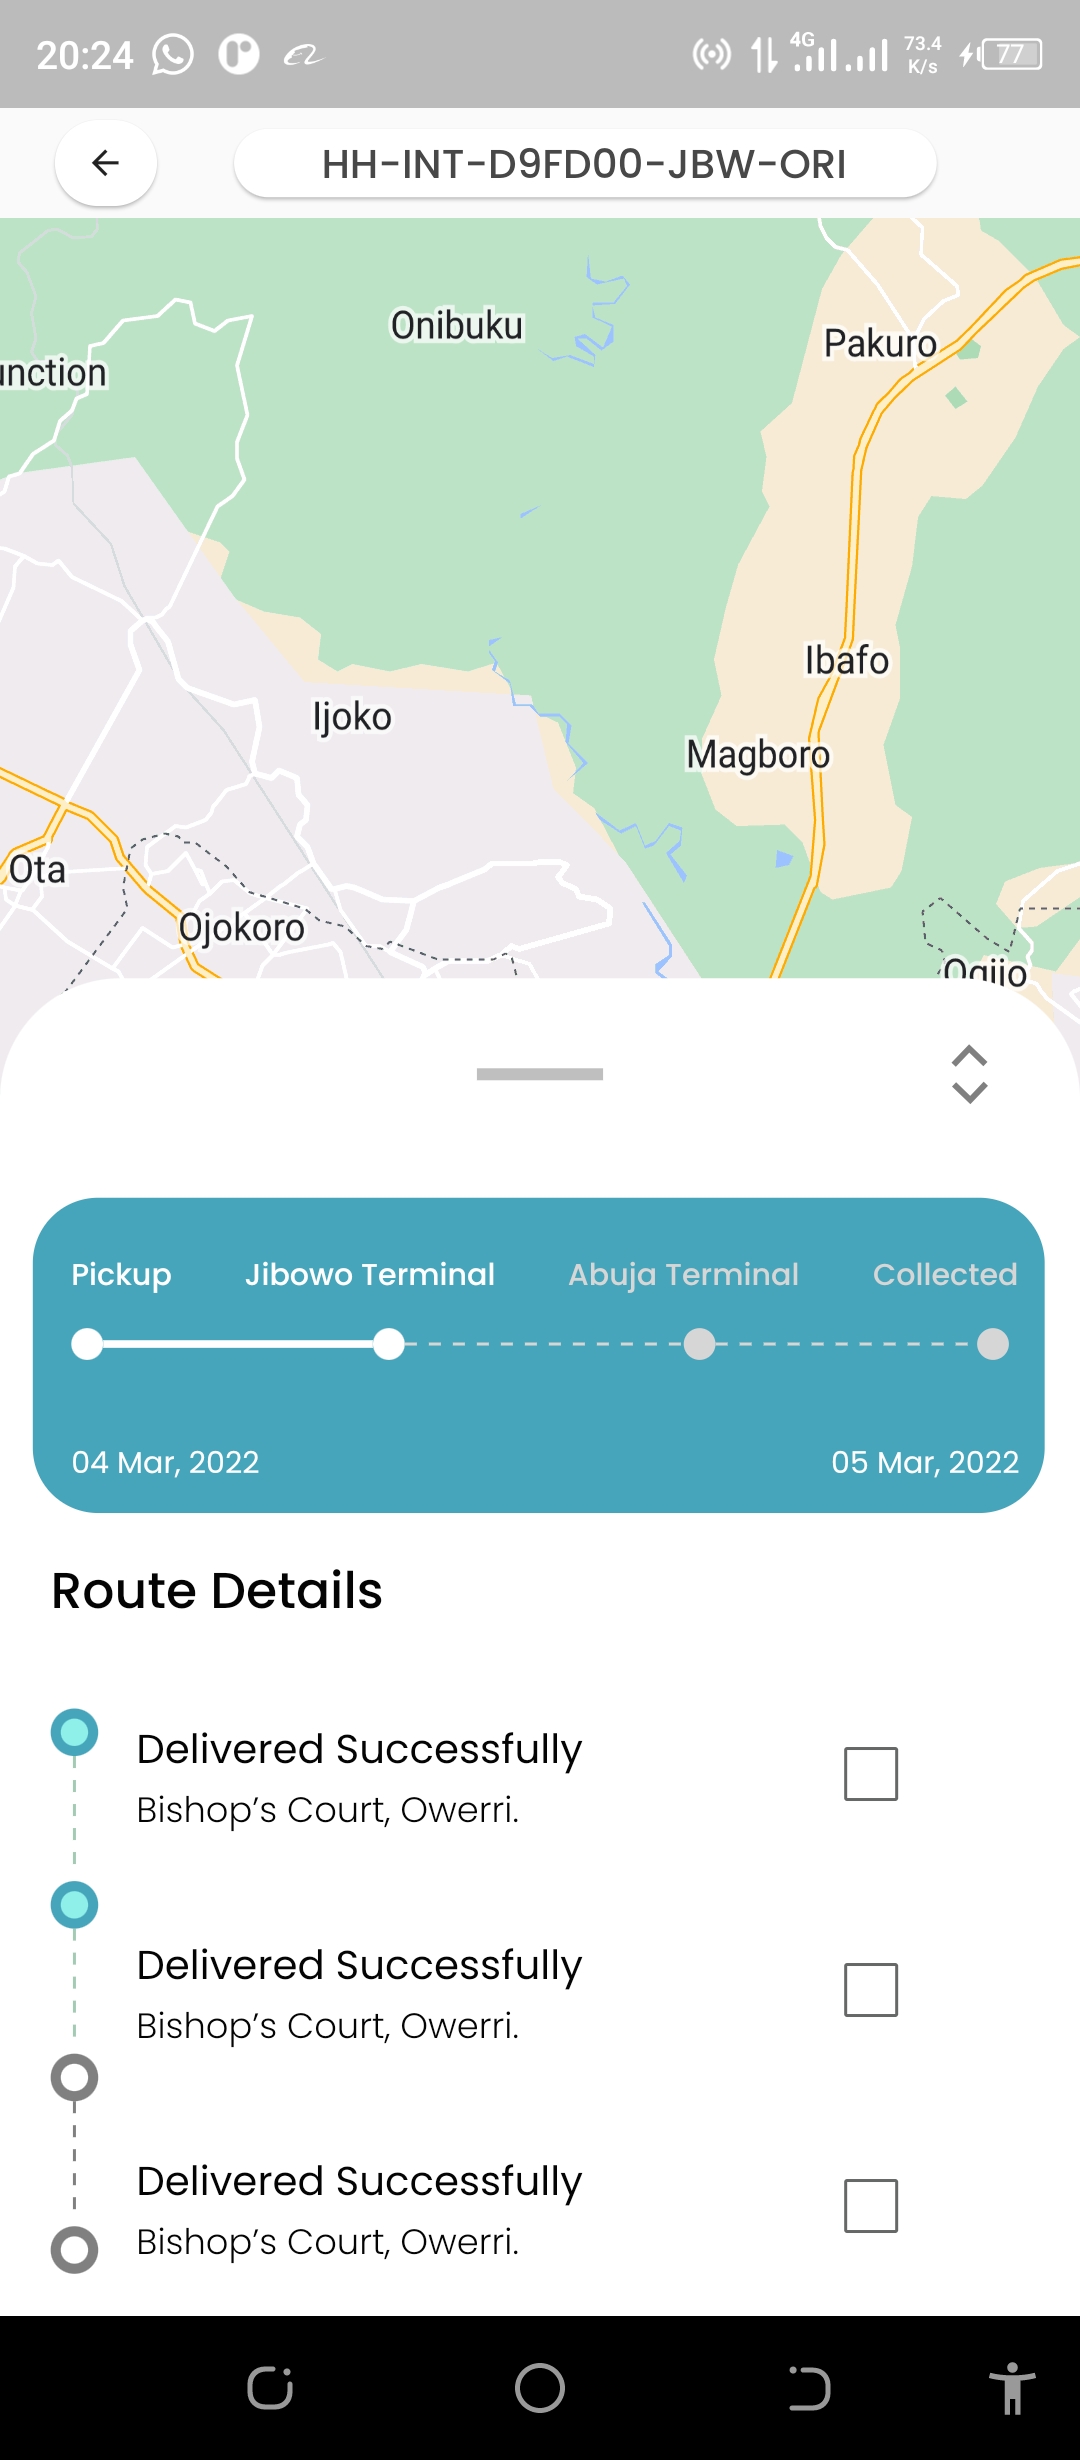 20:24
4G
73.4
K/s
77
HH-INT-D9FD00-JBW-ORI
Onibuku
Pakuro
unction
Ibafo
Ijoko
Magboro
Ota
Ojokoro
Ogijo
Pickup Jibowo Terminal Abuja Terminal Collected
04 Mar, 2022 05 Mar, 2022
Route Details
Delivered Successfully
Bishop’s Court, Owerri.
Delivered Successfully
Bishop’s Court, Owerri.
Delivered Successfully
Bishop’s Court, Owerri.